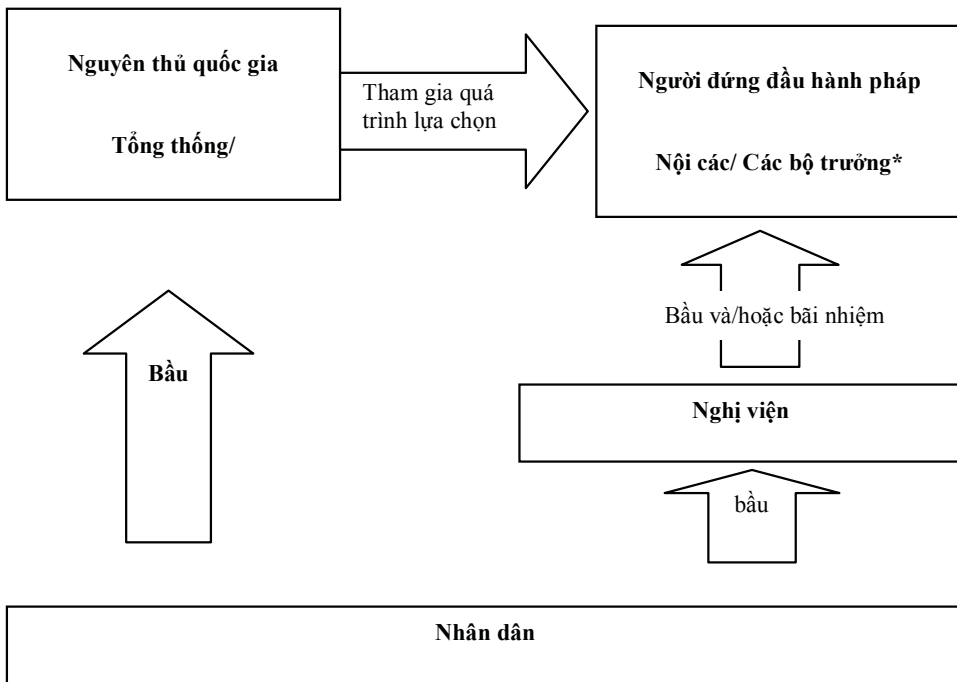 Nguyên thủ quốc gia
Tổng thống/
Tham gia quá
trình lựa chọn
Người đứng đầu hành pháp
Nội các/ Các bộ trưởng*
Bầu và/hoặc bãi nhiệm
Bầu
Nghị viện
bầu
Nhân dân